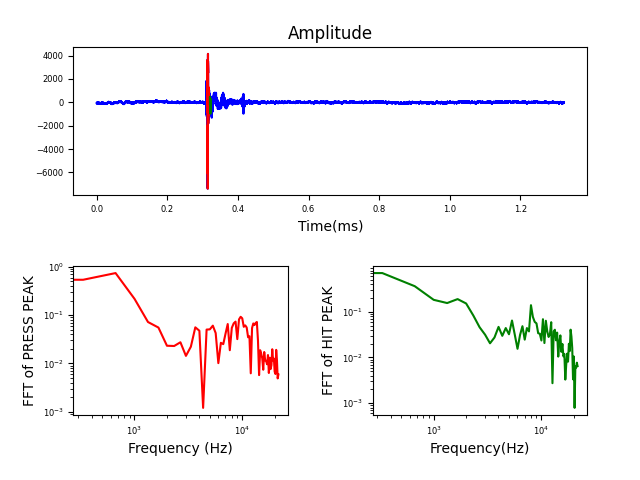 Amplitude
4000
2000
0
−2000
−4000
−6000
0.0 0.2 0.4 0.6 0.8 1.0 1.2
Time(ms)
FFT of PRESS PEAK
10⁰
10⁻¹
10⁻²
10⁻³
10³ 10⁴
Frequency (Hz)
FFT of HIT PEAK
10⁻¹
10⁻²
10⁻³
10³ 10⁴
Frequency(Hz)